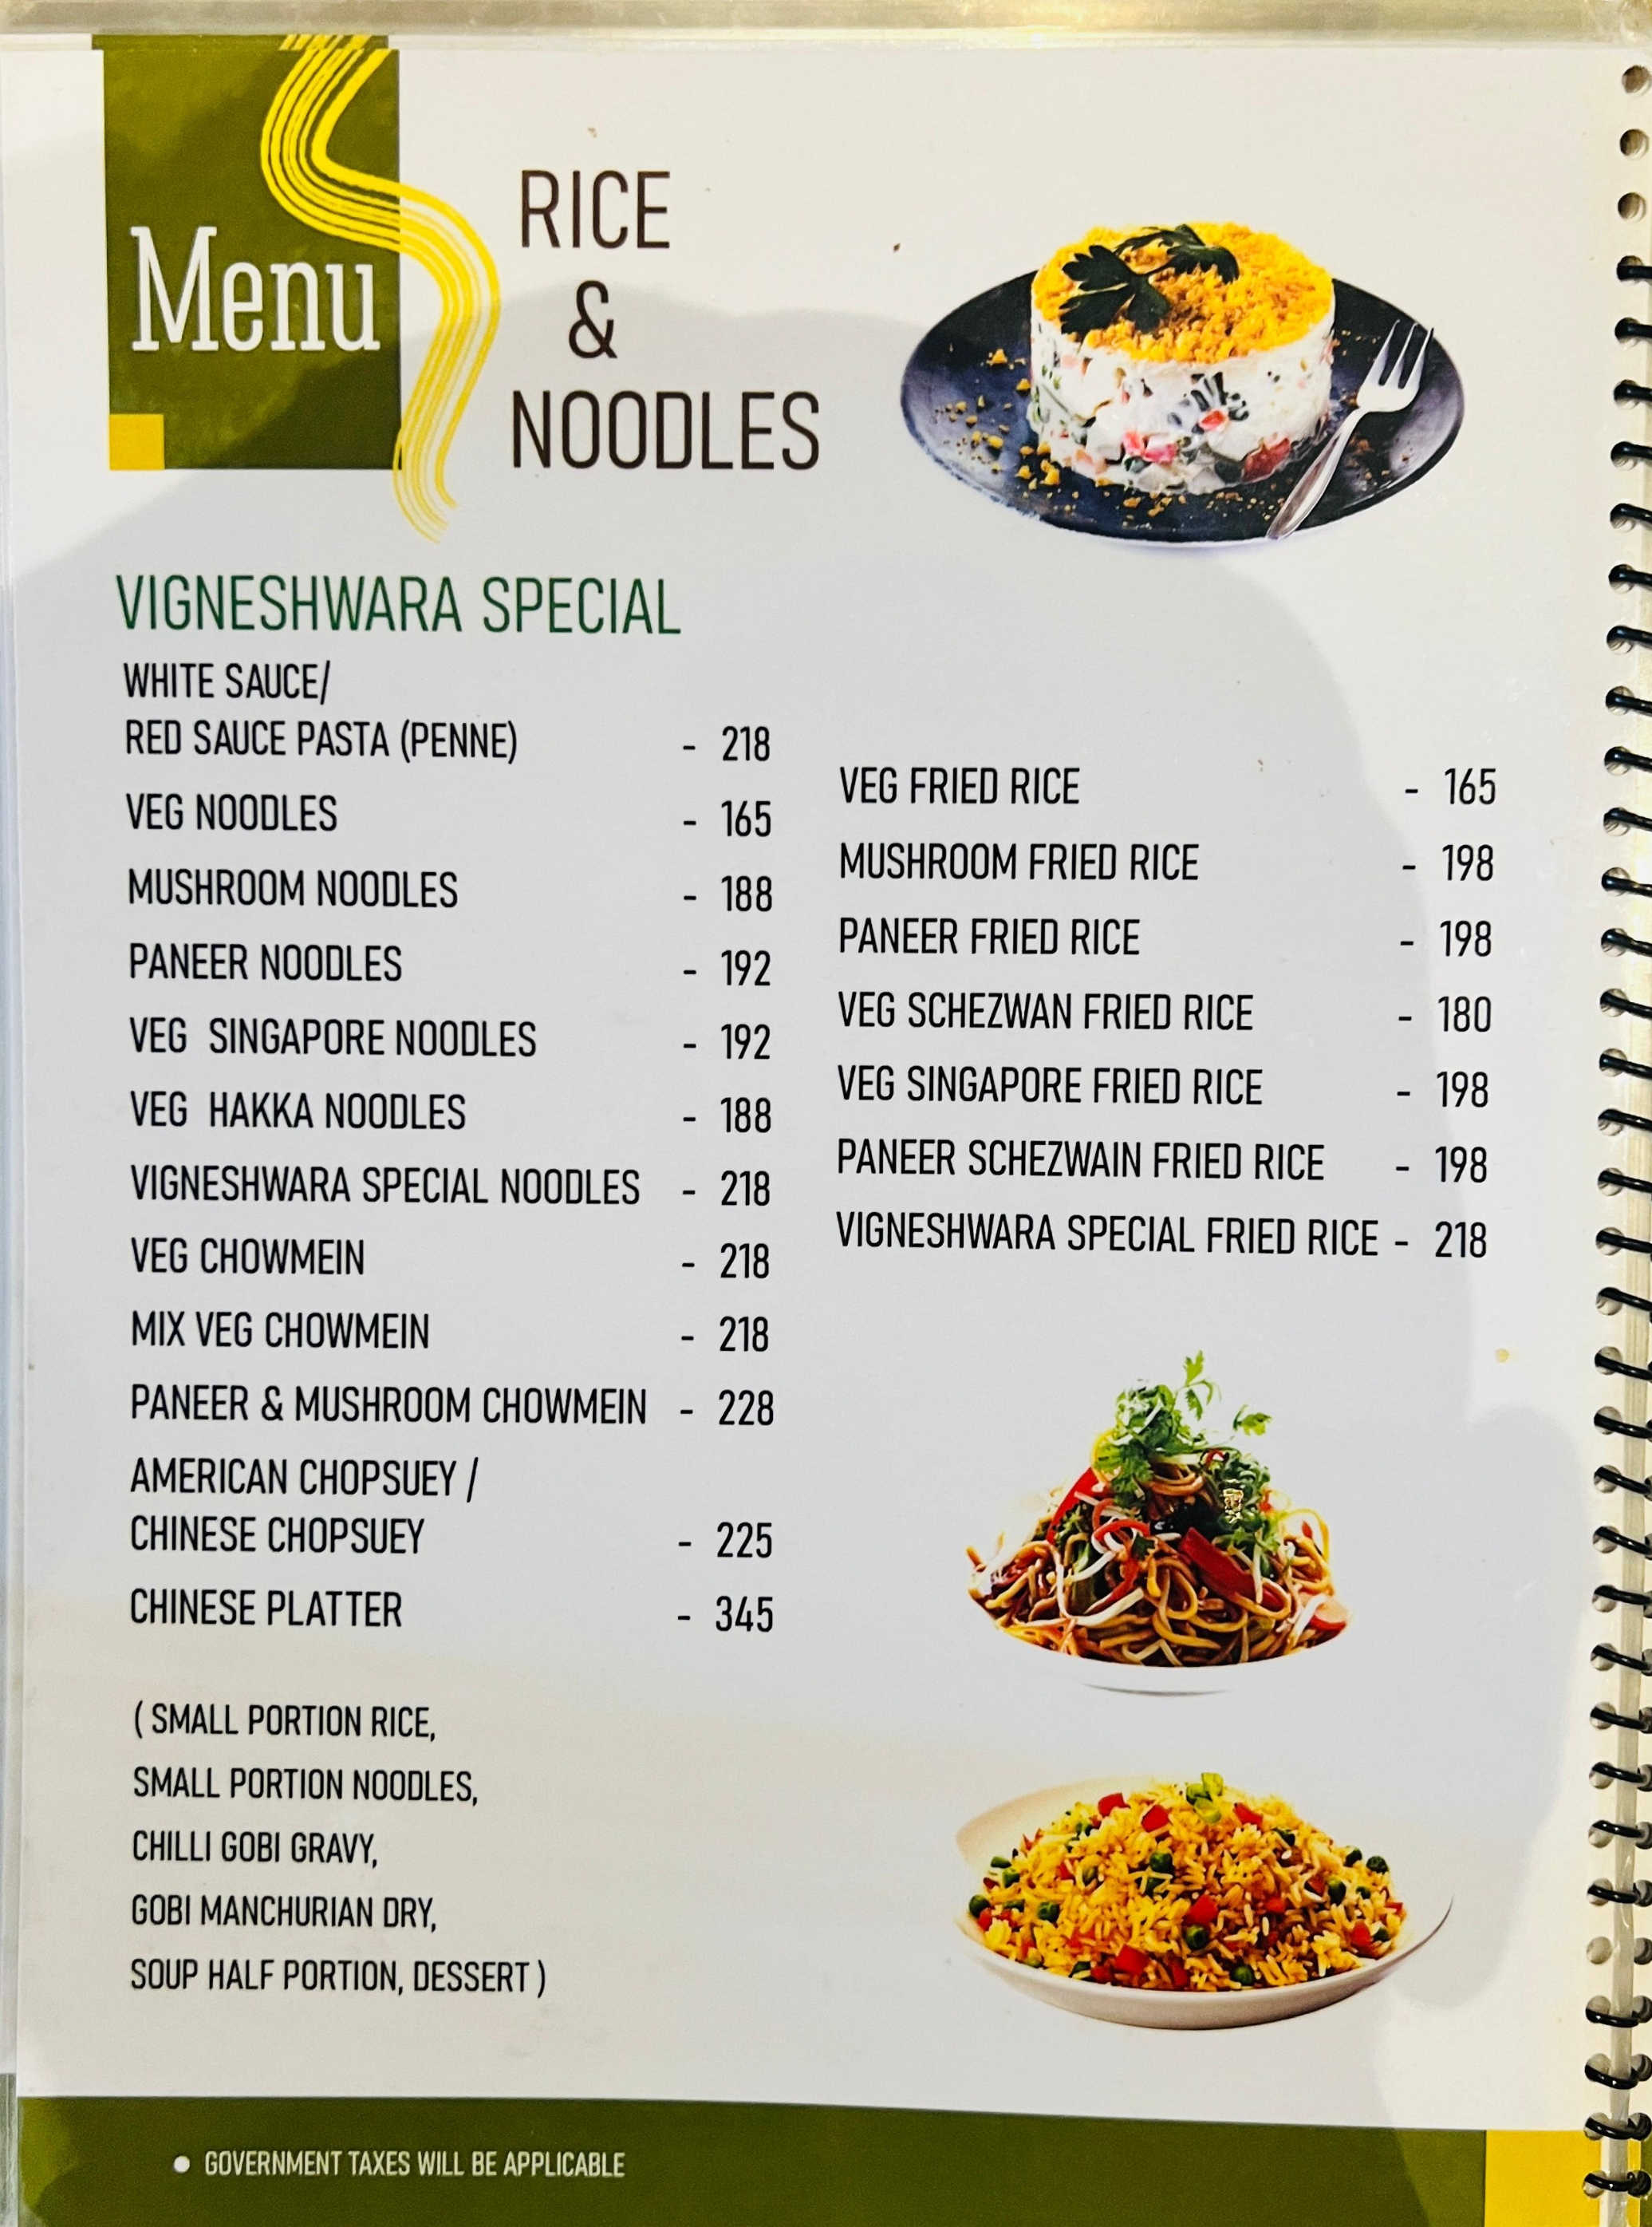 Menu
RICE
&
NOODLES
VIGNESHWARA SPECIAL
WHITE SAUCE/
RED SAUCE PASTA (PENNE) - 218
VEG NOODLES - 165
MUSHROOM NOODLES - 188
PANEER NOODLES - 192
VEG SINGAPORE NOODLES - 192
VEG HAKKA NOODLES - 188
VIGNESHWARA SPECIAL NOODLES - 218
VEG CHOWMEIN - 218
MIX VEG CHOWMEIN - 218
PANEER & MUSHROOM CHOWMEIN - 228
AMERICAN CHOPSUEY /
CHINESE CHOPSUEY - 225
CHINESE PLATTER - 345
( SMALL PORTION RICE,
SMALL PORTION NOODLES,
CHILLI GOBI GRAVY,
GOBI MANCHURIAN DRY,
SOUP HALF PORTION, DESSERT )
VEG FRIED RICE - 165
MUSHROOM FRIED RICE - 198
PANEER FRIED RICE - 198
VEG SCHEZWAN FRIED RICE - 180
VEG SINGAPORE FRIED RICE - 198
PANEER SCHEZWAIN FRIED RICE - 198
VIGNESHWARA SPECIAL FRIED RICE - 218
• GOVERNMENT TAXES WILL BE APPLICABLE